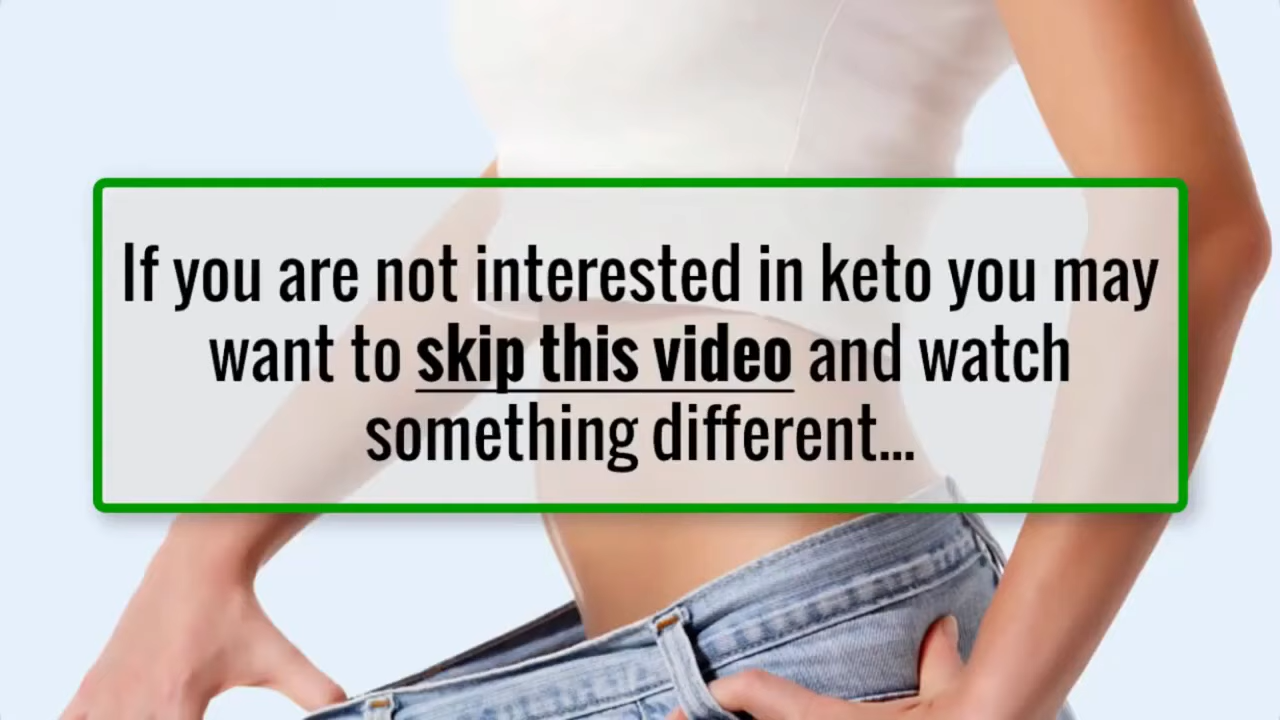 If you are not interested in keto you may
want to skip this video and watch
something different...